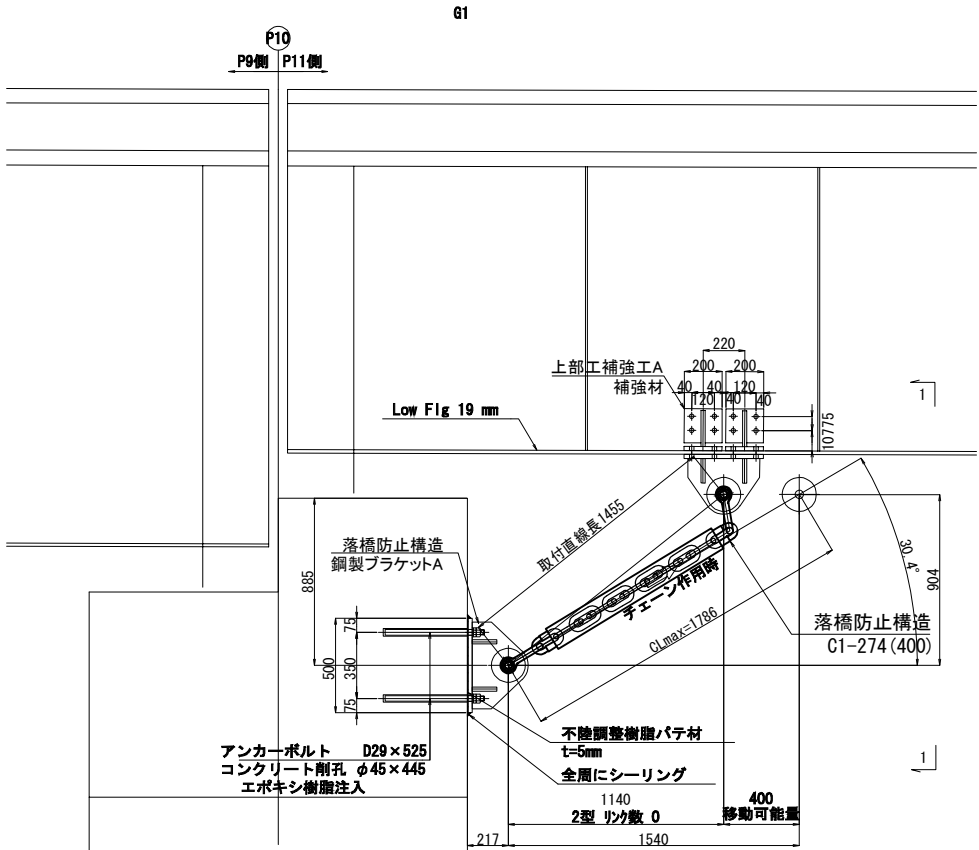 G1
P10
P9側 P11側
220
上部工補強工A
補強材
200 200
40 40 120
120 40 40
Low Flg 19 mm
10775
1
取付直線長1455
落橋防止構造
鋼製ブラケットA
885
75
500
350
75
チェーン作用時
CLmax=1786
30.4°
904
落橋防止構造
C1-274(400)
不陸調整樹脂パテ材
t=5mm
アンカーボルト D29×525
コンクリート削孔 φ45×445
エポキシ樹脂注入
全周にシーリング
1
1140
2型 リンク数 0
400
移動可能量
217
1540